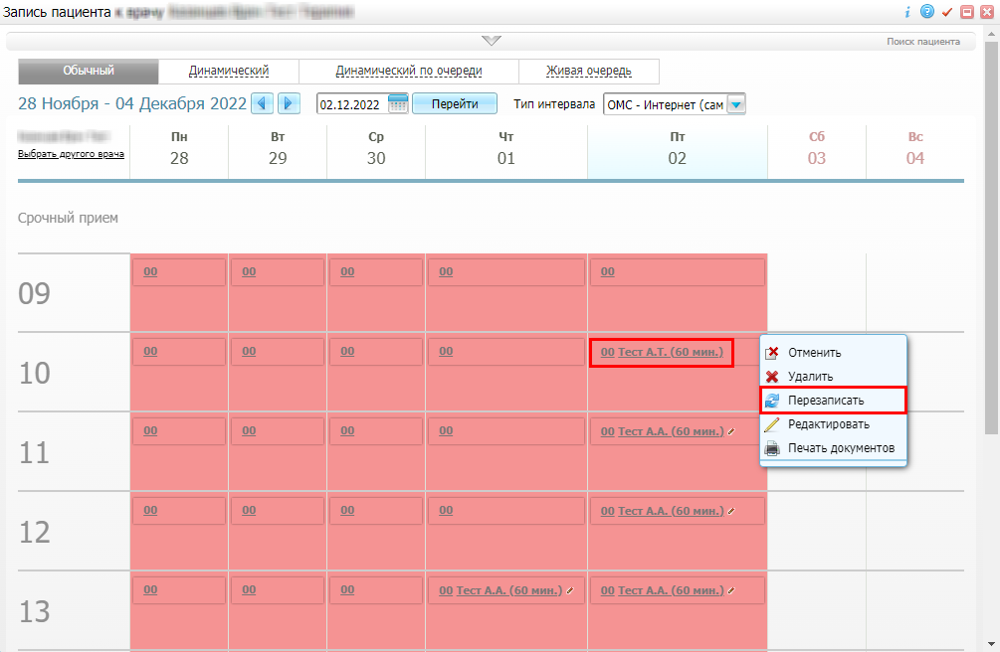 Запись пациента к врачу
Поиск пациента
Обычный Динамический Динамический по очереди Живая очередь
28 Ноября - 04 Декабря 2022 02.12.2022 Перейти Тип интервала ОМС - Интернет (сам
Выбрать другого врача
Пн Вт Ср Чт Пт Сб Вс
28 29 30 01 02 03 04
Срочный прием
09 00 00 00 00 00
10 00 00 00 00 00 Тест А.Т. (60 мин.)
Отменить
Удалить
Перезаписать
Редактировать
Печать документов
11 00 00 00 00 00 Тест А.А. (60 мин.)
12 00 00 00 00 00 Тест А.А. (60 мин.)
13 00 00 00 00 Тест А.А. (60 мин.) 00 Тест А.А. (60 мин.)